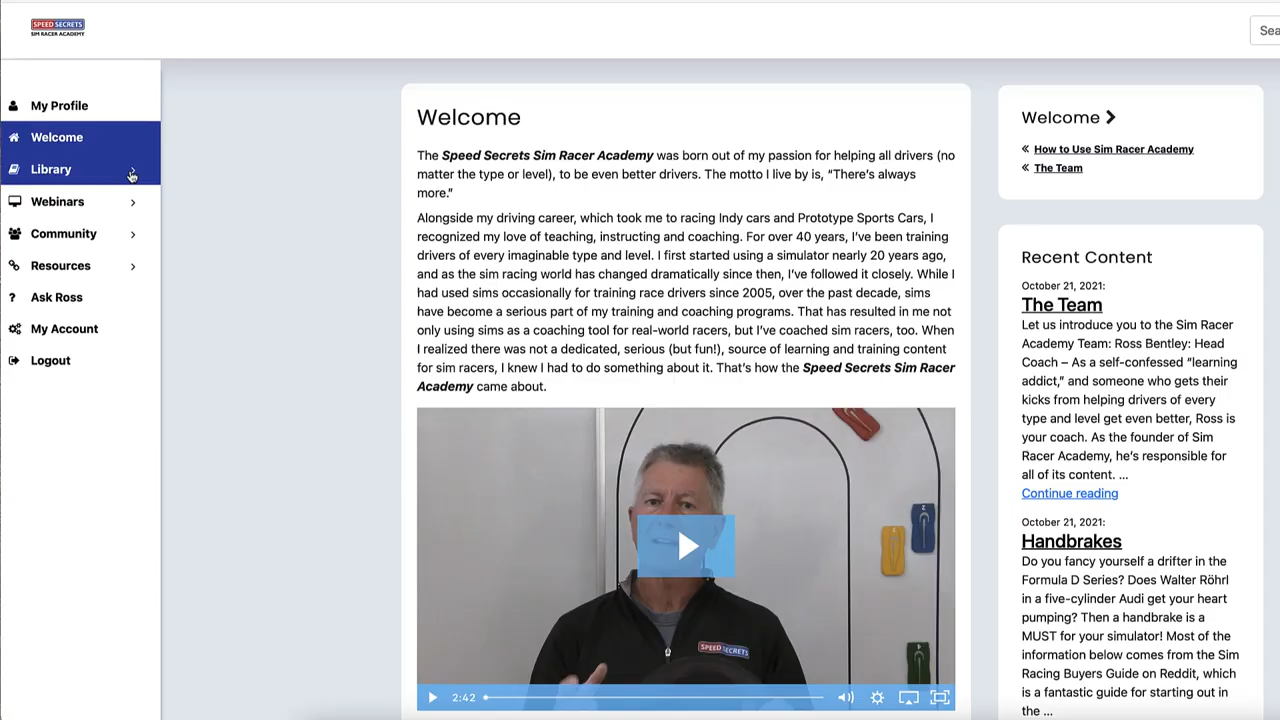 SPEED SECRETS
SIM RACER ACADEMY
Sea
My Profile
Welcome
Library
Webinars
Community
Resources
? Ask Ross
My Account
Logout
Welcome
The Speed Secrets Sim Racer Academy was born out of my passion for helping all drivers (no
matter the type or level), to be even better drivers. The motto I live by is, “There’s always
more.”
Alongside my driving career, which took me to racing Indy cars and Prototype Sports Cars, I
recognized my love of teaching, instructing and coaching. For over 40 years, I’ve been training
drivers of every imaginable type and level. I first started using a simulator nearly 20 years ago,
and as the sim racing world has changed dramatically since then, I’ve followed it closely. While I
had used sims occasionally for training race drivers since 2005, over the past decade, sims
have become a serious part of my training and coaching programs. That has resulted in me not
only using sims as a coaching tool for real-world racers, but I’ve coached sim racers, too. When
I realized there was not a dedicated, serious (but fun!), source of learning and training content
for sim racers, I knew I had to do something about it. That’s how the Speed Secrets Sim Racer
Academy came about.
SPEED SECRETS
2:42
Welcome
« How to Use Sim Racer Academy
« The Team
Recent Content
October 21, 2021:
The Team
Let us introduce you to the Sim Racer
Academy Team: Ross Bentley: Head
Coach – As a self-confessed “learning
addict,” and someone who gets their
kicks from helping drivers of every
type and level get even better, Ross is
your coach. As the founder of Sim
Racer Academy, he’s responsible for
all of its content. ...
Continue reading
October 21, 2021:
Handbrakes
Do you fancy yourself a drifter in the
Formula D Series? Does Walter Röhrl
in a five-cylinder Audi get your heart
pumping? Then a handbrake is a
MUST for your simulator! Most of the
information below comes from the Sim
Racing Buyers Guide on Reddit, which
is a fantastic guide for starting out in
the ...